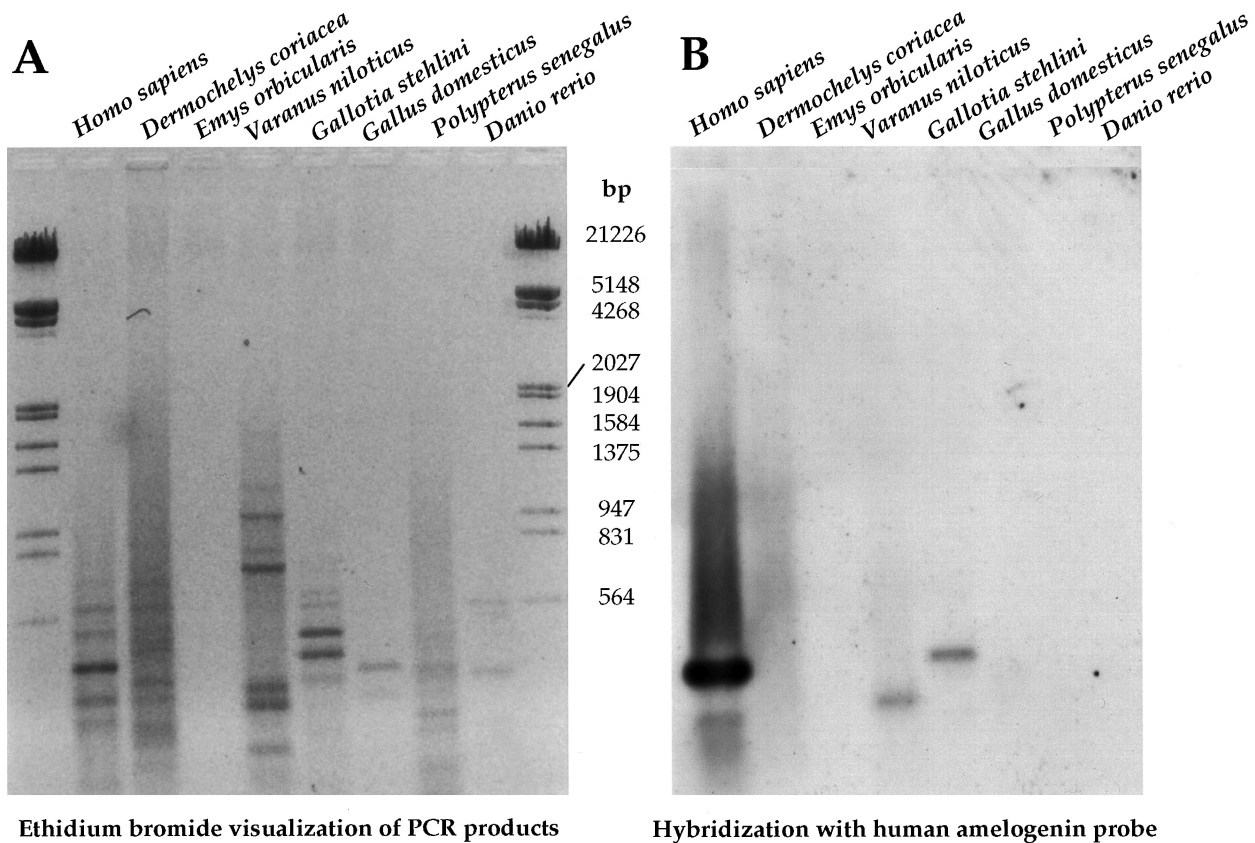 A
Homo sapiens
Dermochelys coriacea
Emys orbicularis
Varanus niloticus
Gallotia stehlini
Gallus domesticus
Polypterus senegalus
Danio rerio
bp
21226
5148
4268
2027
1904
1584
1375
947
831
564
Ethidium bromide visualization of PCR products
B
Homo sapiens
Dermochelys coriacea
Emys orbicularis
Varanus niloticus
Gallotia stehlini
Gallus domesticus
Polypterus senegalus
Danio rerio
Hybridization with human amelogenin probe